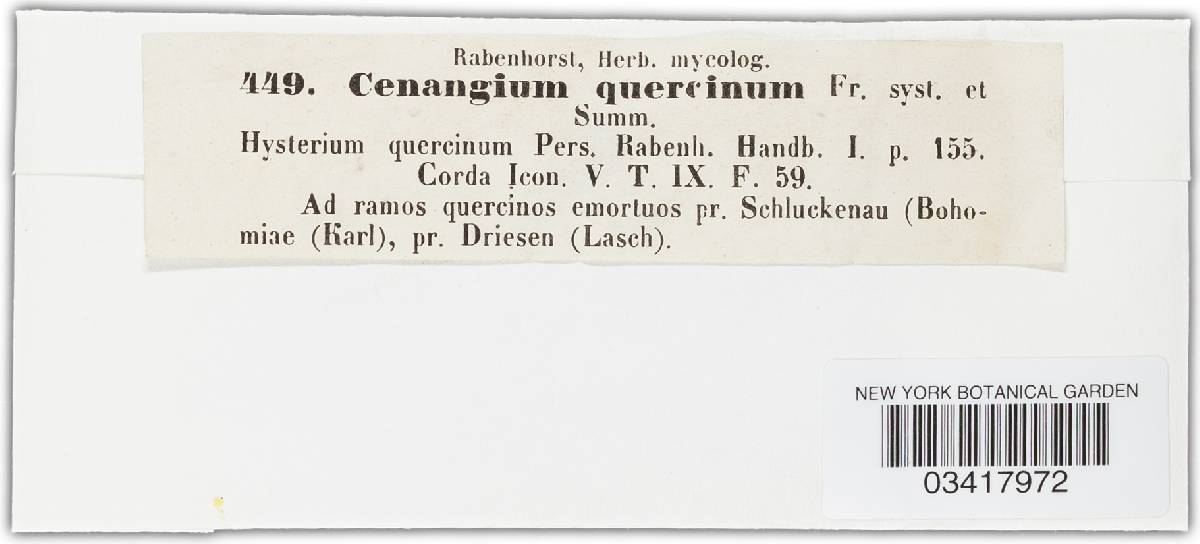 Rabenhorst, Herb. mycolog.
449. Cenangium quercinum Fr. syst. et
Summ.
Hysterium quercinum Pers. Rabenh. Handb. I. p. 155.
Corda Icon. V. T. IX. F. 59.
Ad ramos quercinos emortuos pr. Schluckenau (Boho-
miae (Karl), pr. Driesen (Lasch).
NEW YORK BOTANICAL GARDEN
03417972